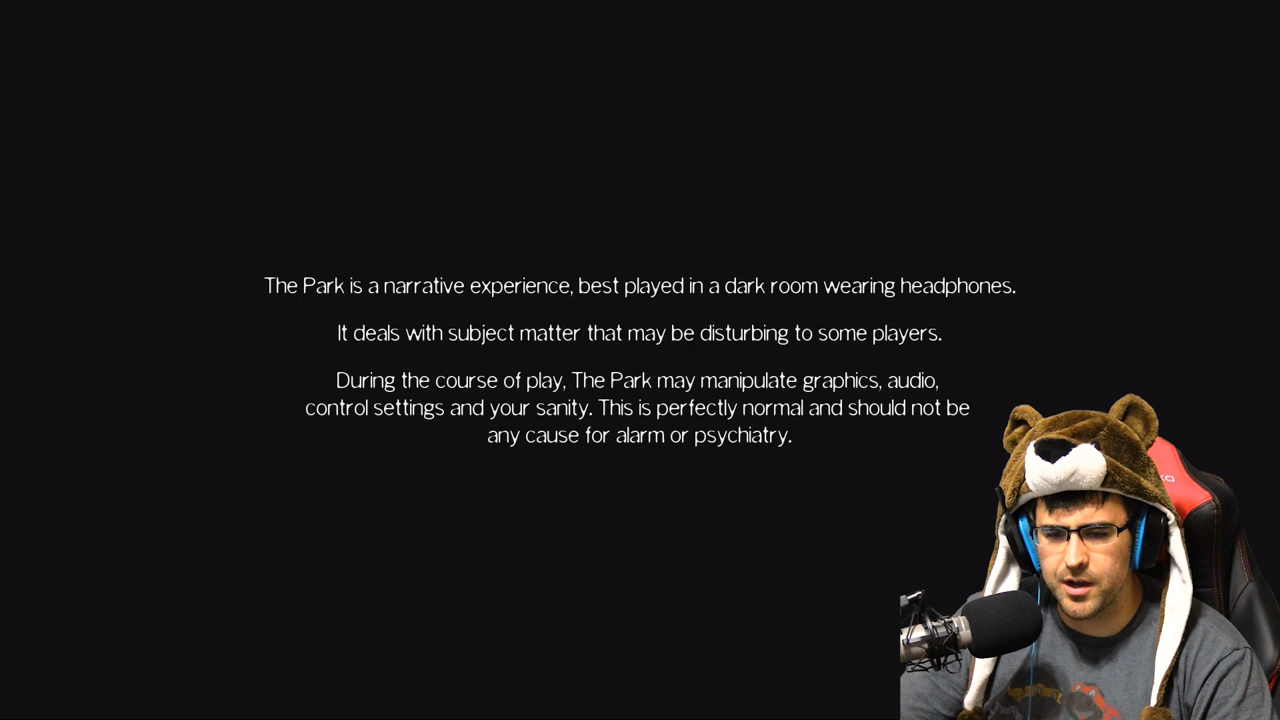 The Park is a narrative experience, best played in a dark room wearing headphones.
It deals with subject matter that may be disturbing to some players.
During the course of play, The Park may manipulate graphics, audio,
control settings and your sanity. This is perfectly normal and should not be
any cause for alarm or psychiatry.